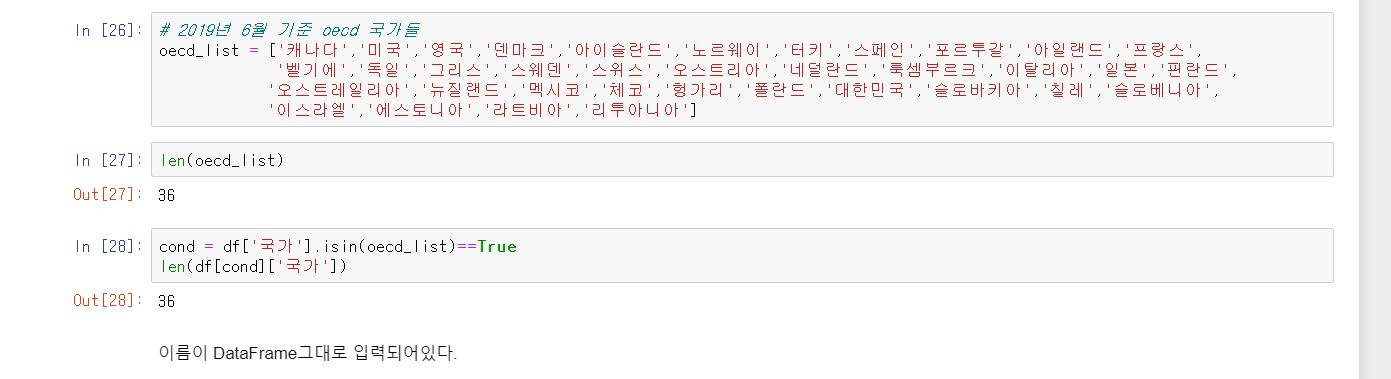 In [26]: # 2019년 6월 기준 oecd 국가들
oecd_list = ['캐나다','미국','영국','덴마크','아이슬란드','노르웨이','터키','스페인','포르투갈','아일랜드','프랑스',
'벨기에','독일','그리스','스웨덴','스위스','오스트리아','네덜란드','룩셈부르크','이탈리아','일본','핀란드',
'오스트레일리아','뉴질랜드','멕시코','체코','헝가리','폴란드','대한민국','슬로바키아','칠레','슬로베니아',
'이스라엘','에스토니아','라트비아','리투아니아']
In [27]: len(oecd_list)
Out[27]: 36
In [28]: cond = df['국가'].isin(oecd_list)==True
len(df[cond]['국가'])
Out[28]: 36
이름이 DataFrame그대로 입력되어있다.